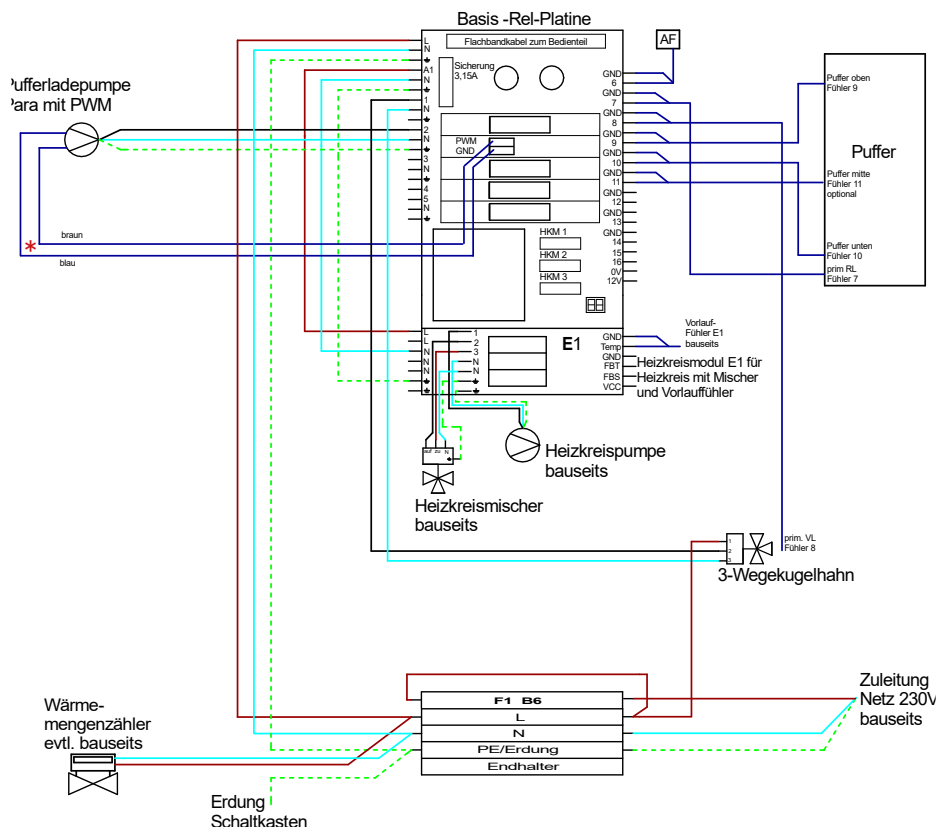 Basis -Rel-Platine
Flachbandkabel zum Bedienteil
Sicherung
3,15A
L
N
A1
N
1
N
2
N
3
N
4
5
N
PWM
GND
HKM 1
HKM 2
HKM 3
AF
GND
6
GND
7
GND
8
GND
9
GND
10
GND
11
GND
12
GND
13
GND
14
15
16
0V
12V
Pufferladepumpe
Para mit PWM
braun
*
blau
Puffer oben
Fühler 9
Puffer
Puffer mitte
Fühler 11
optional
Puffer unten
Fühler 10
prim RL
Fühler 7
L
L
N
N
N
1
2
3
N
N
E1
GND
Temp
GND
FBT
FBS
VCC
Vorlauf-
Fühler E1
bauseits
Heizkreismodul E1 für
Heizkreis mit Mischer
und Vorlauffühler
auf zu N
Heizkreispumpe
bauseits
Heizkreismischer
bauseits
1
2
3
prim. VL
Fühler 8
3-Wegekugelhahn
F1 B6
L
N
PE/Erdung
Endhalter
Zuleitung
Netz 230V
bauseits
Wärme-
mengenzähler
evtl. bauseits
Erdung
Schaltkasten